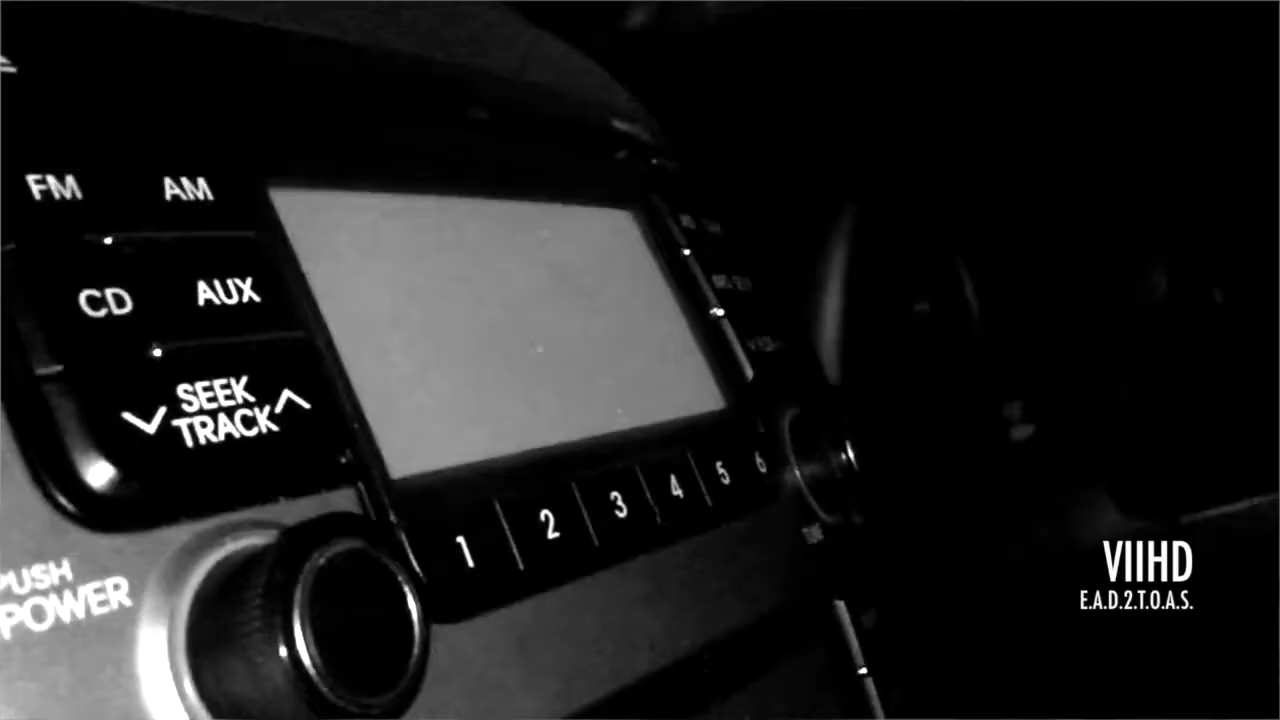 FM AM
CD AUX
SEEK
TRACK
1 2 3 4 5 6
PUSH
POWER
VIIHD
E.A.D.2.T.O.A.S.